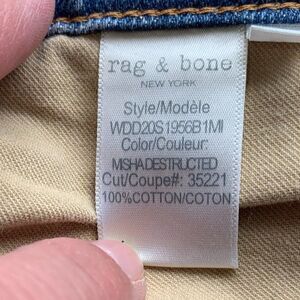 rag & bone
NEW YORK
Style/Modèle
WDD20S1956B1MI
Color/Couleur:
MISHADESTRUCTED
Cut/Coupe#: 35221
100%COTTON/COTON